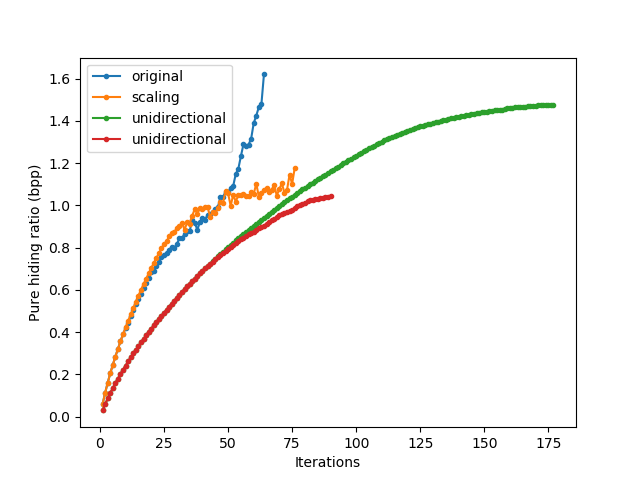 original
scaling
unidirectional
unidirectional
Pure hiding ratio (bpp)
1.6
1.4
1.2
1.0
0.8
0.6
0.4
0.2
0.0
0 25 50 75 100 125 150 175
Iterations